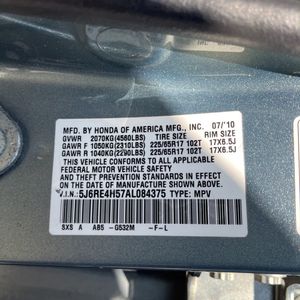 MFD. BY HONDA OF AMERICA MFG., INC. 07/'10
GVWR 2070KG(4560LBS) TIRE SIZE RIM SIZE
GAWR F 1050KG(2310LBS) 225/65R17 102T 17X6.5J
GAWR R 1040KG(2290LBS) 225/65R17 102T 17X6.5J
THIS VEHICLE CONFORMS TO ALL APPLICABLE
FEDERAL MOTOR VEHICLE SAFETY
AND THEFT PREVENTION STANDARDS IN EFFECT
ON THE DATE OF MANUFACTURE SHOWN ABOVE.
V.I.N.: 5J6RE4H57AL084375 TYPE: MPV
SXS A AB5 -G532M -F-L